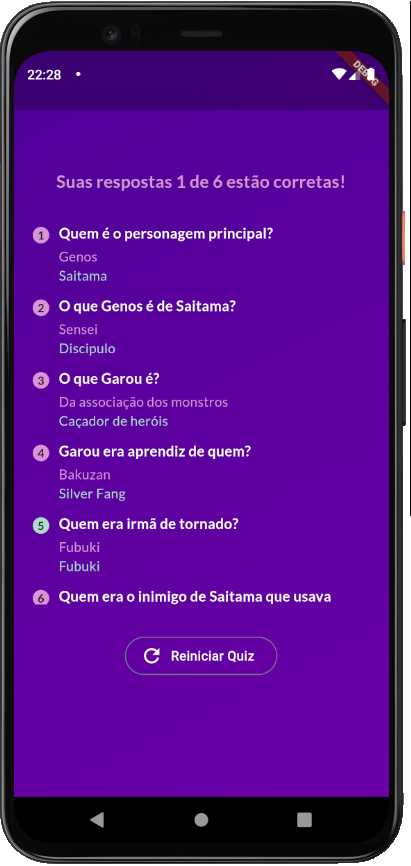 22:28
DEBUG
Suas respostas 1 de 6 estão corretas!
1 Quem é o personagem principal?
Genos
Saitama
2 O que Genos é de Saitama?
Sensei
Discipulo
3 O que Garou é?
Da associação dos monstros
Caçador de heróis
4 Garou era aprendiz de quem?
Bakuzan
Silver Fang
5 Quem era irmã de tornado?
Fubuki
Fubuki
6 Quem era o inimigo de Saitama que usava
Reiniciar Quiz